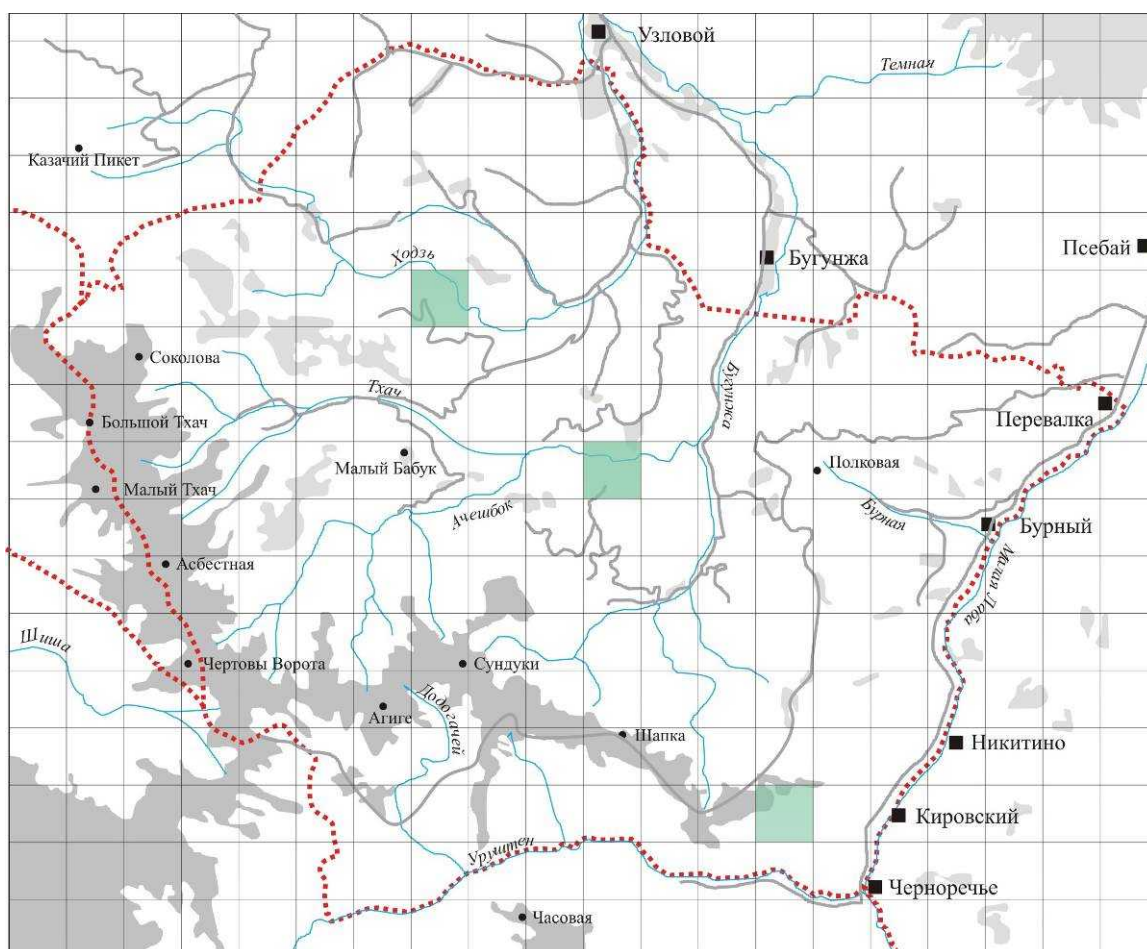 Узловой
Темная
Казачий Пикет
Псебай
Ходзь
Бугунжа
Соколова
Бугунжа
Тхач
Перевалка
Большой Тхач
Малый Бабук
Полковая
Малый Тхач
Ачешбок
Бурная
Бурный
Асбестная
Малая Лаба
Шиша
Чертовы Ворота
Сундуки
Агиге
Додогачей
Шапка
Никитино
Кировский
Уруштен
Черноречье
Часовая